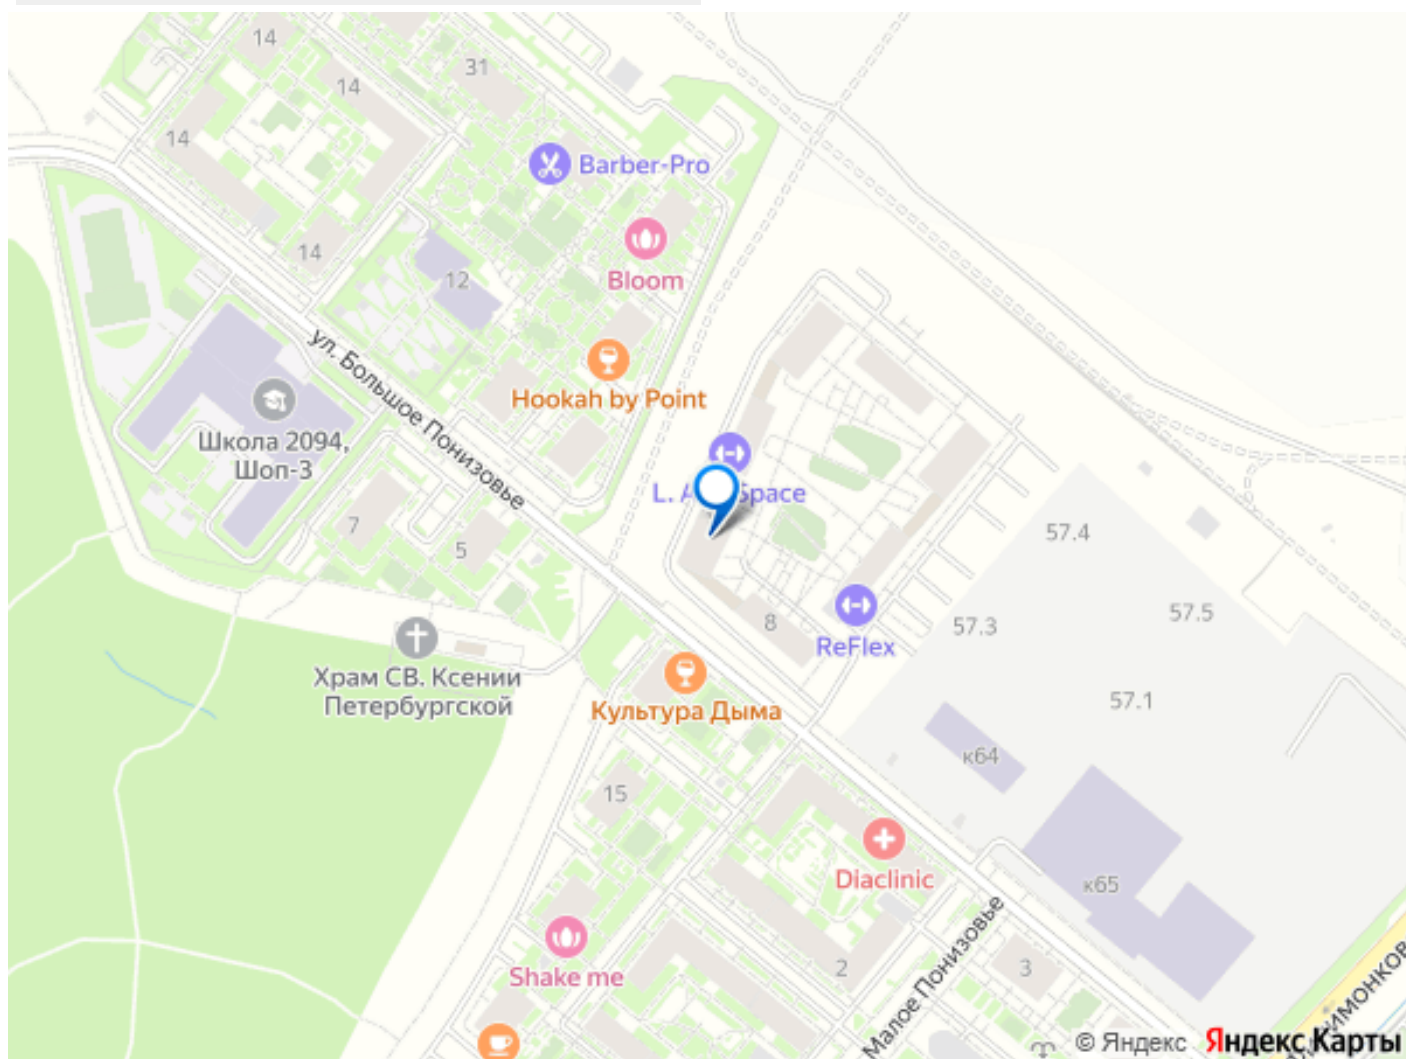 14
31
14
14
Barber-Pro
14
12
Bloom
ул. Большое Понизовье
Hookah by Point
Школа 2094,
Шоп-3
L. A
Space
7
5
57.4
57.5
57.3
8
ReFlex
Храм СВ. Ксении
Петербургской
Культура Дыма
57.1
к64
15
Diaclinic
к65
Малое Понизовье
Shake me
2
3
© Яндекс
Яндекс Карты